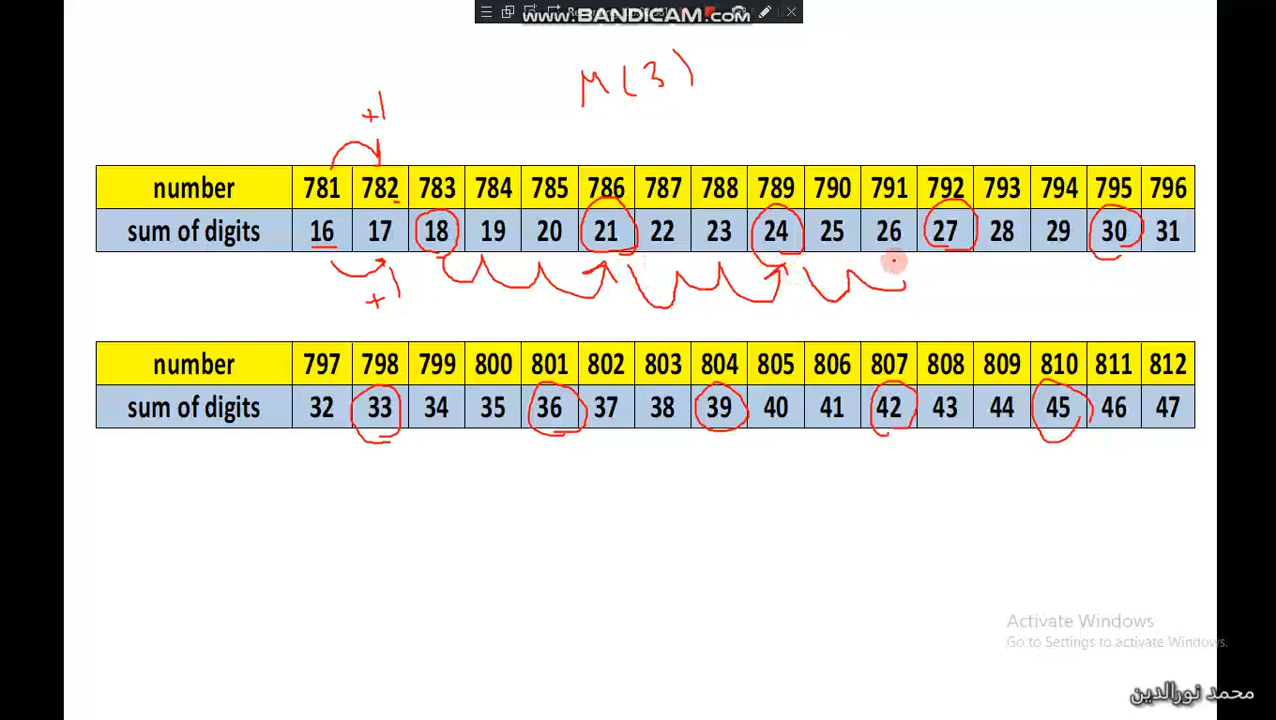 www.BANDICAM.com
M(3)
+1
number 781 782 783 784 785 786 787 788 789 790 791 792 793 794 795 796
sum of digits 16 17 18 19 20 21 22 23 24 25 26 27 28 29 30 31
+1
number 797 798 799 800 801 802 803 804 805 806 807 808 809 810 811 812
sum of digits 32 33 34 35 36 37 38 39 40 41 42 43 44 45 46 47
Activate Windows
Go to Settings to activate Windows.
محمد نورالدين